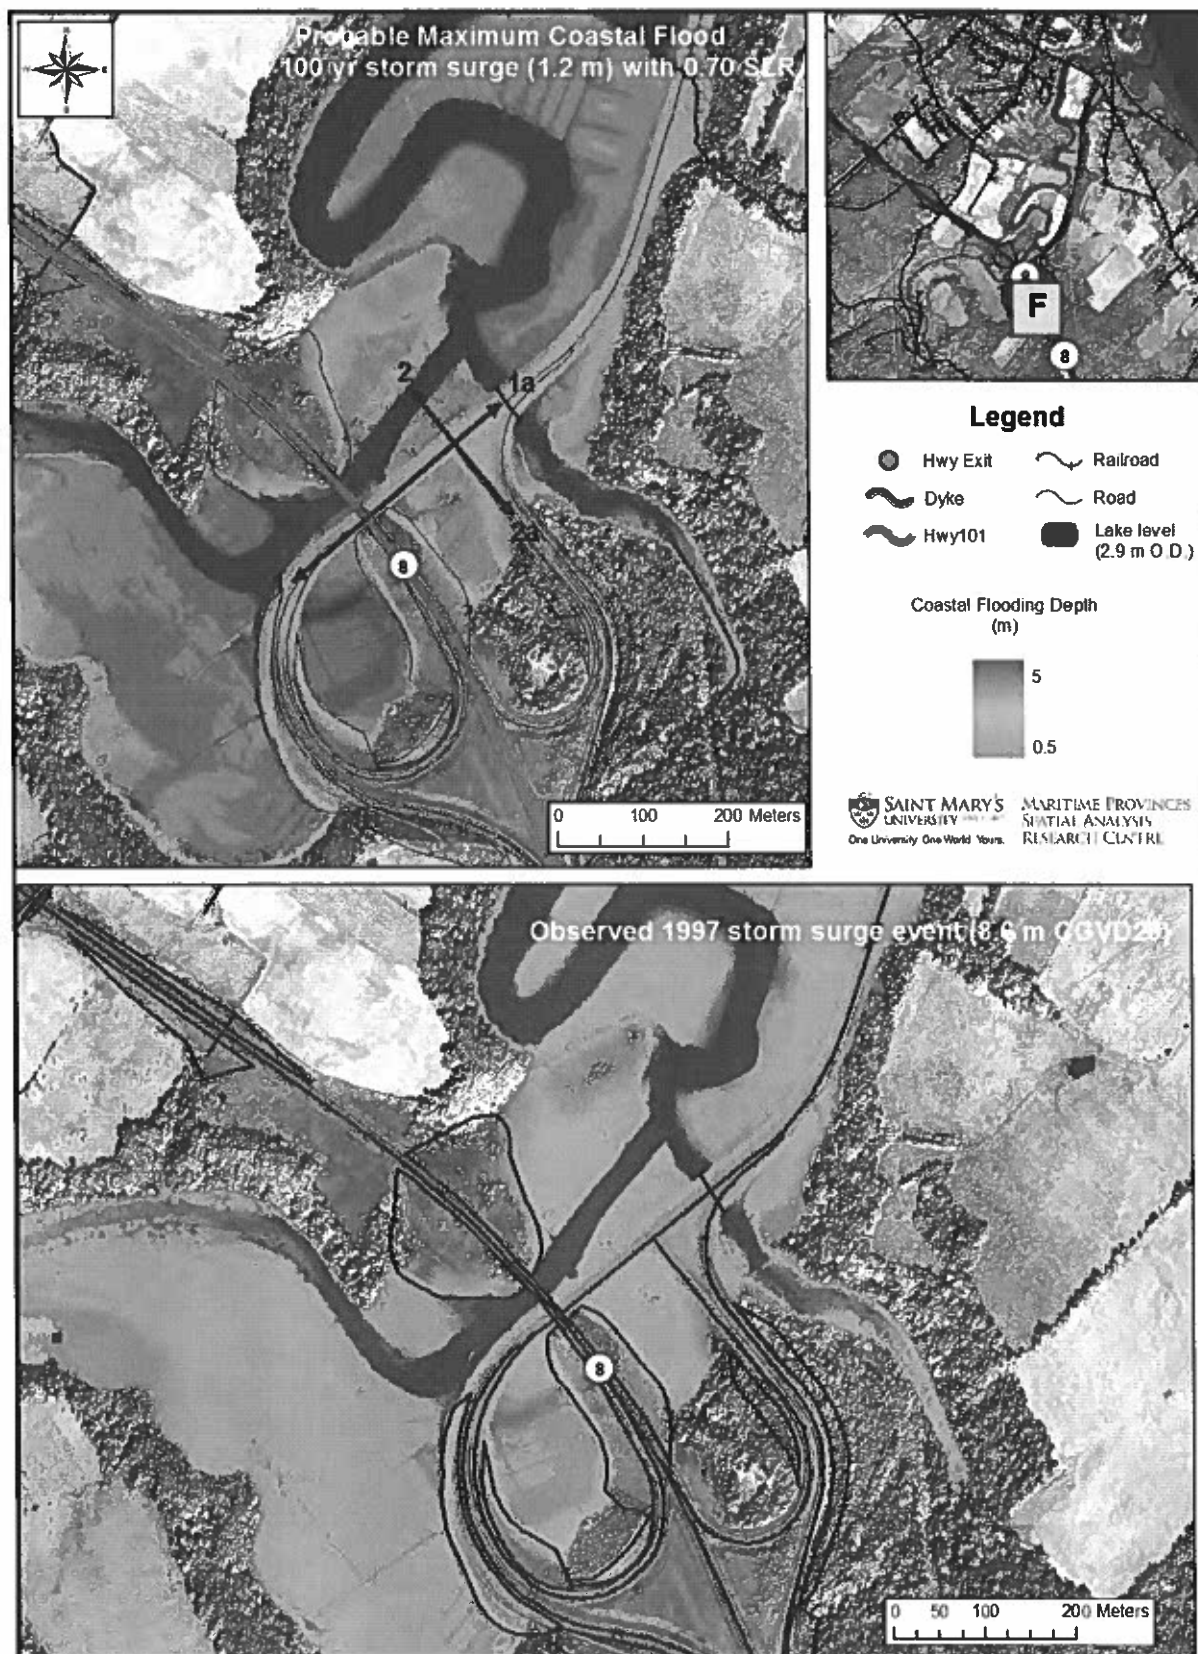 Probable Maximum Coastal Flood
100 yr storm surge (1.2 m) with 0.70 SLR
2
1a
2a
8
0 100 200 Meters
F
8
Legend
Hwy Exit
Railroad
Dyke
Road
Hwy101
Lake level
(2.9 m O.D.)
Coastal Flooding Depth
(m)
5
0.5
SAINT MARY'S
UNIVERSITY
One University. One World. Yours.
MARITIME PROVINCES
SPATIAL ANALYSIS
RESEARCH CENTRE
Observed 1997 storm surge event (8.6 m CGVD28)
8
0 50 100 200 Meters